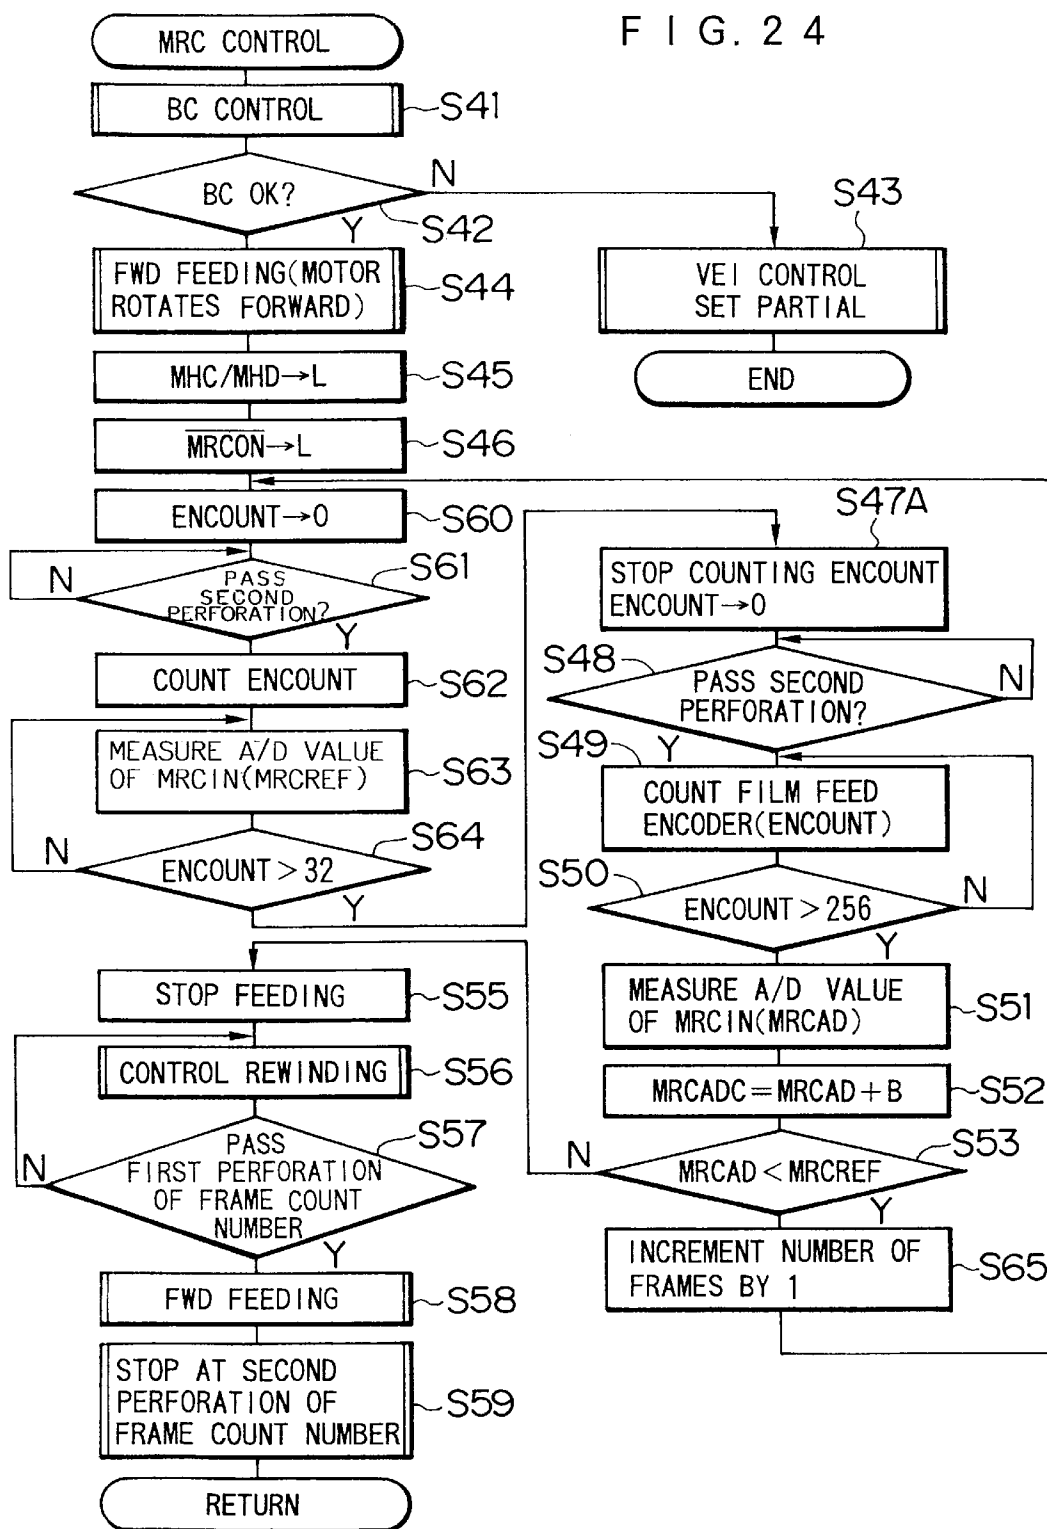 FIG. 24
MRC CONTROL
BC CONTROL
S41
BC OK?
N
Y
S42
S43
VEI CONTROL
SET PARTIAL
END
FWD FEEDING(MOTOR
ROTATES FORWARD)
S44
MHC/MHD→L
S45
M̅R̅C̅O̅N̅→L
S46
ENCOUNT→0
S60
PASS
SECOND
PERFORATION?
N
Y
S61
COUNT ENCOUNT
S62
MEASURE A/D VALUE
OF MRCIN(MRCREF)
S63
ENCOUNT>32
N
Y
S64
S47A
STOP COUNTING ENCOUNT
ENCOUNT→0
S48
PASS SECOND
PERFORATION?
N
Y
S49
COUNT FILM FEED
ENCODER(ENCOUNT)
S50
ENCOUNT>256
N
Y
MEASURE A/D VALUE
OF MRCIN(MRCAD)
S51
MRCADC=MRCAD+B
S52
MRCAD<MRCREF
S53
N
Y
INCREMENT NUMBER OF
FRAMES BY 1
S65
STOP FEEDING
S55
CONTROL REWINDING
S56
PASS
FIRST PERFORATION
OF FRAME COUNT
NUMBER
S57
N
Y
FWD FEEDING
S58
STOP AT SECOND
PERFORATION OF
FRAME COUNT NUMBER
S59
RETURN